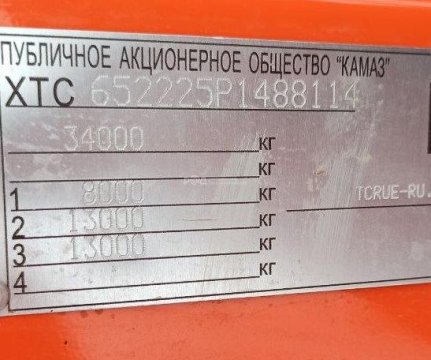 ПУБЛИЧНОЕ АКЦИОНЕРНОЕ ОБЩЕСТВО "КАМАЗ"
XTC 652225P1488114
34000 КГ
КГ
1 8000 КГ
TCRUE-RU.
2 13000 КГ
3 13000 КГ
4 КГ